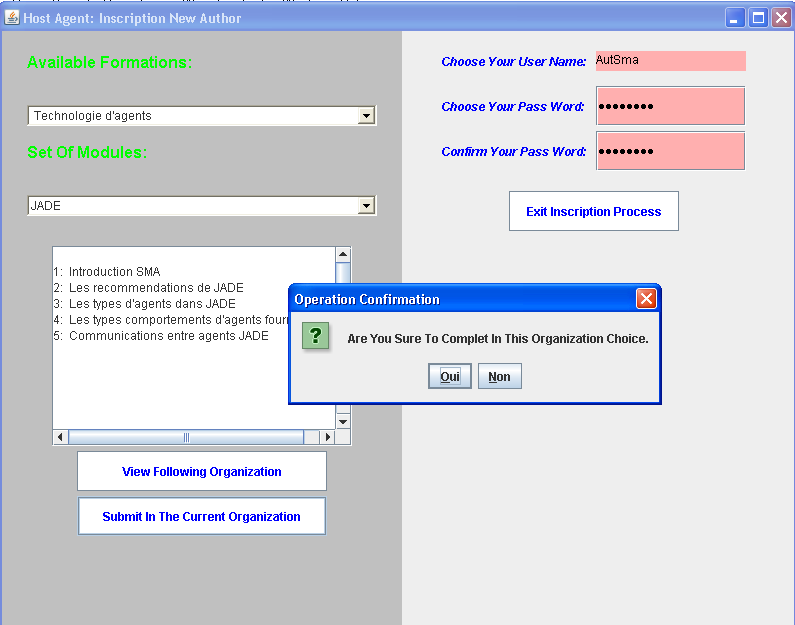 Host Agent: Inscription New Author
Available Formations:
Technologie d'agents
Set Of Modules:
JADE
1: Introduction SMA
2: Les recommendations de JADE
3: Les types d'agents dans JADE
4: Les types comportements d'agents four
5: Communications entre agents JADE
View Following Organization
Submit In The Current Organization
Choose Your User Name: AutSma
Choose Your Pass Word: ••••••••
Confirm Your Pass Word: ••••••••
Exit Inscription Process
Operation Confirmation
Are You Sure To Complet In This Organization Choice.
Oui Non